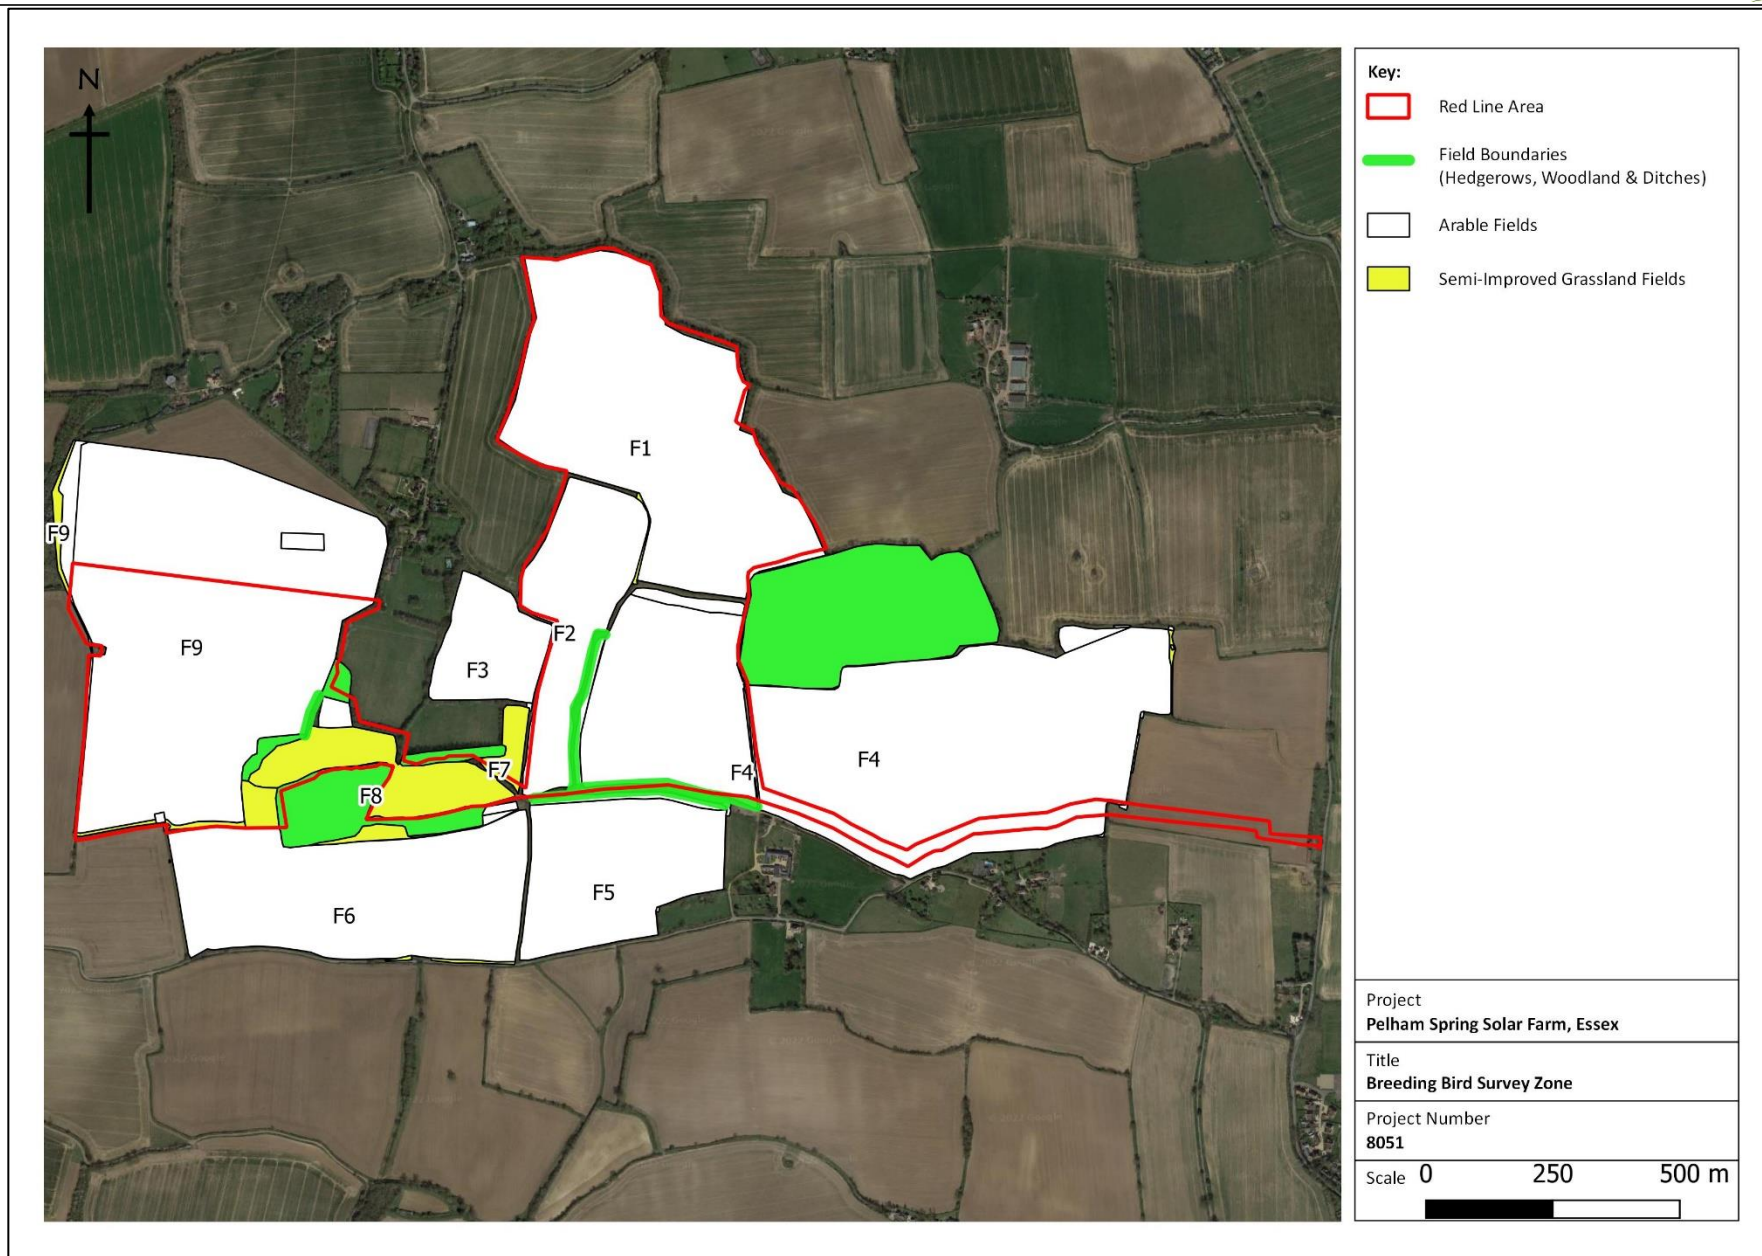 N
F1
F9
F2
F9
F3
F4
F4
F7
F8
F5
F6
Key:
Red Line Area
Field Boundaries
(Hedgerows, Woodland & Ditches)
Arable Fields
Semi-Improved Grassland Fields
Project
Pelham Spring Solar Farm, Essex
Title
Breeding Bird Survey Zone
Project Number
8051
Scale 0 250 500 m